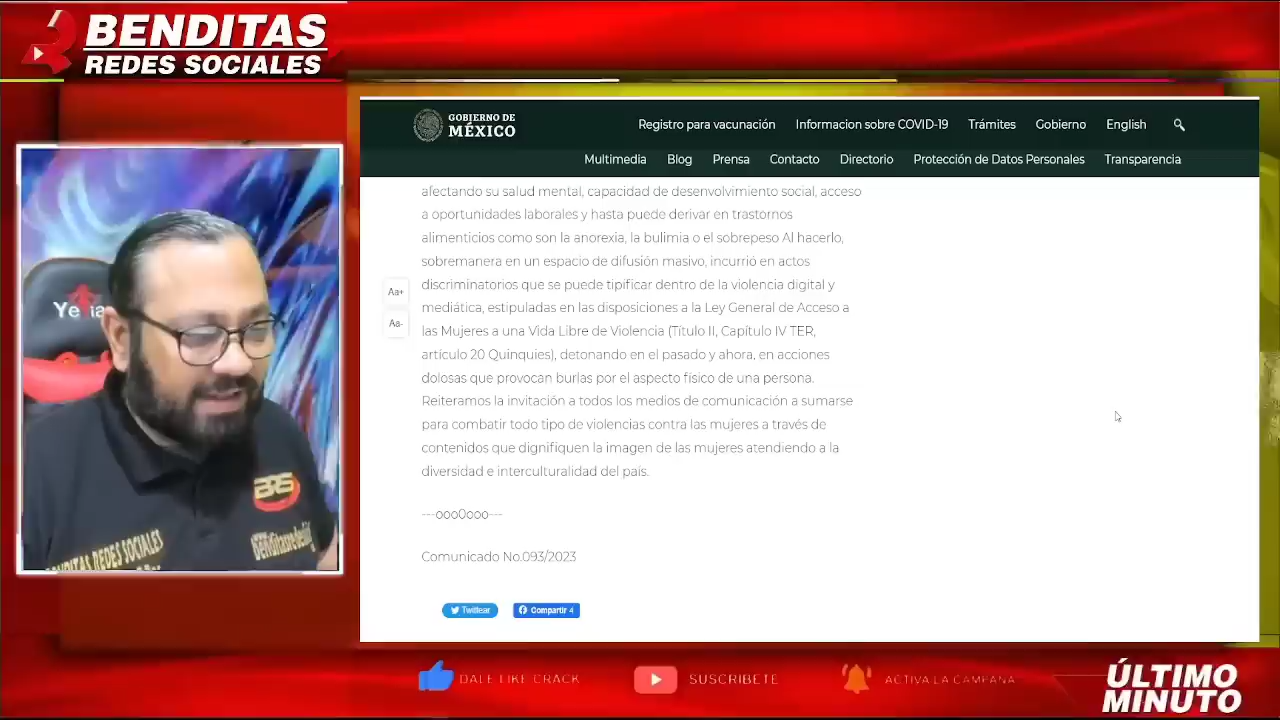 BENDITAS
REDES SOCIALES
GOBIERNO DE
MÉXICO
Registro para vacunación
Informacion sobre COVID-19
Trámites
Gobierno
English
Multimedia
Blog
Prensa
Contacto
Directorio
Protección de Datos Personales
Transparencia
afectando su salud mental, capacidad de desenvolvimiento social, acceso
a oportunidades laborales y hasta puede derivar en trastornos
alimenticios como son la anorexia, la bulimia o el sobrepeso Al hacerlo,
sobremanera en un espacio de difusión masivo, incurrió en actos
discriminatorios que se puede tipificar dentro de la violencia digital y
mediática, estipuladas en las disposiciones a la Ley General de Acceso a
las Mujeres a una Vida Libre de Violencia (Título II, Capítulo IV TER,
artículo 20 Quinquies), detonando en el pasado y ahora, en acciones
dolosas que provocan burlas por el aspecto físico de una persona.
Reiteramos la invitación a todos los medios de comunicación a sumarse
para combatir todo tipo de violencias contra las mujeres a través de
contenidos que dignifiquen la imagen de las mujeres atendiendo a la
diversidad e interculturalidad del país.
---ooo0ooo---
Comunicado No.093/2023
Aa+
Aa-
Twittear
Compartir 4
BRS
REDES SOCIALES
DALE LIKE CRACK
SUSCRIBETE
ACTIVA LA CAMPANA
ÚLTIMO
MINUTO